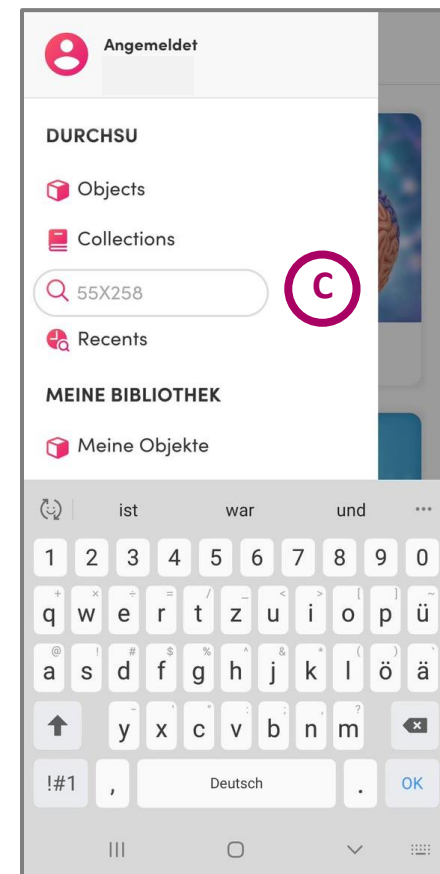 Angemeldet
DURCHSU
Objects
Collections
55X258
C
Recents
MEINE BIBLIOTHEK
Meine Objekte
ist war und ...
1 2 3 4 5 6 7 8 9 0
+ × ÷ = / _ < > [ ] ~
q w e r t z u i o p ü
@ ! # $ % ^ & * ( ) `
a s d f g h j k l ö ä
- ' " : ; , ?
y x c v b n m
!#1 , Deutsch . OK